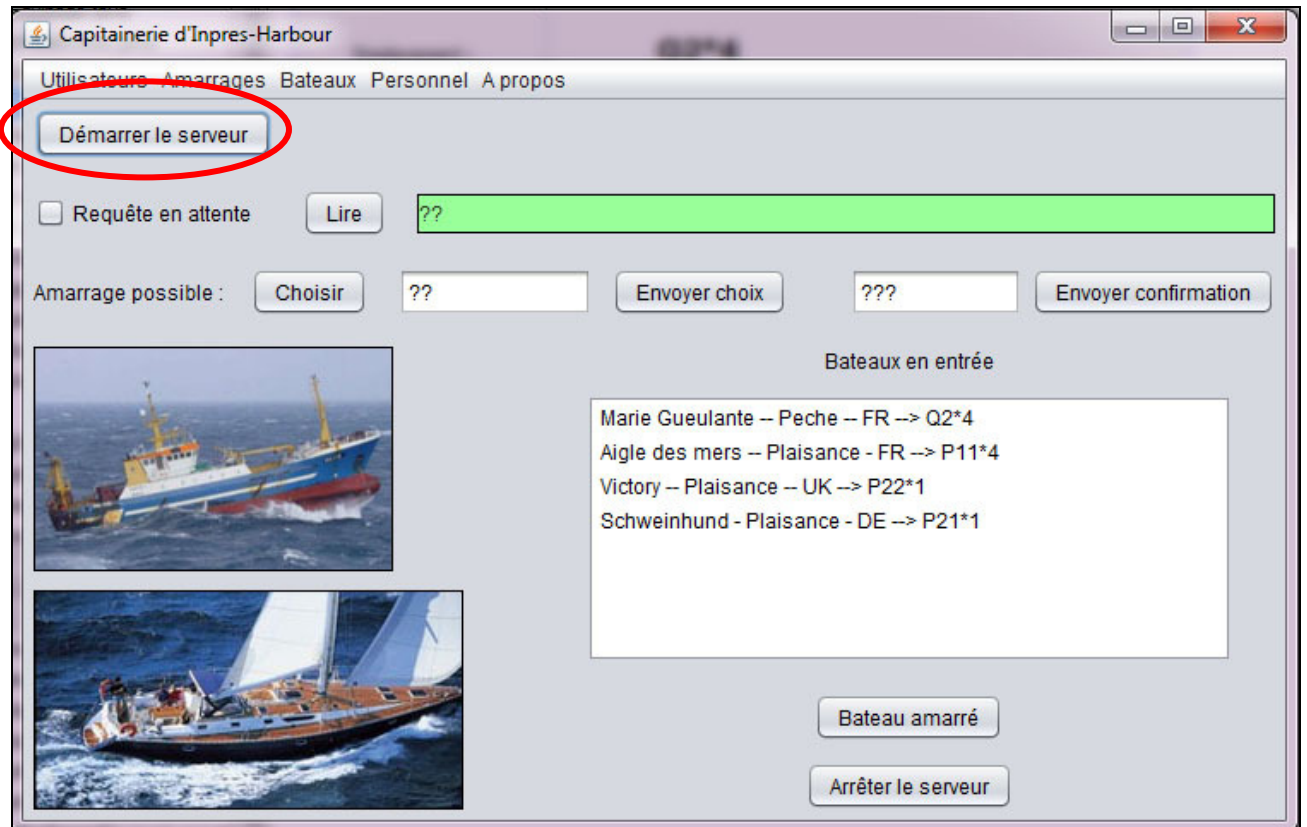 Capitainerie d'Inpres-Harbour
Q2*4
Utilisateurs Amarrages Bateaux Personnel A propos
Démarrer le serveur
Requête en attente Lire ??
Amarrage possible : Choisir ?? Envoyer choix ??? Envoyer confirmation
Bateaux en entrée
Marie Gueulante -- Peche -- FR --> Q2*4
Aigle des mers -- Plaisance - FR --> P11*4
Victory -- Plaisance -- UK --> P22*1
Schweinhund - Plaisance - DE --> P21*1
Bateau amarré
Arrêter le serveur